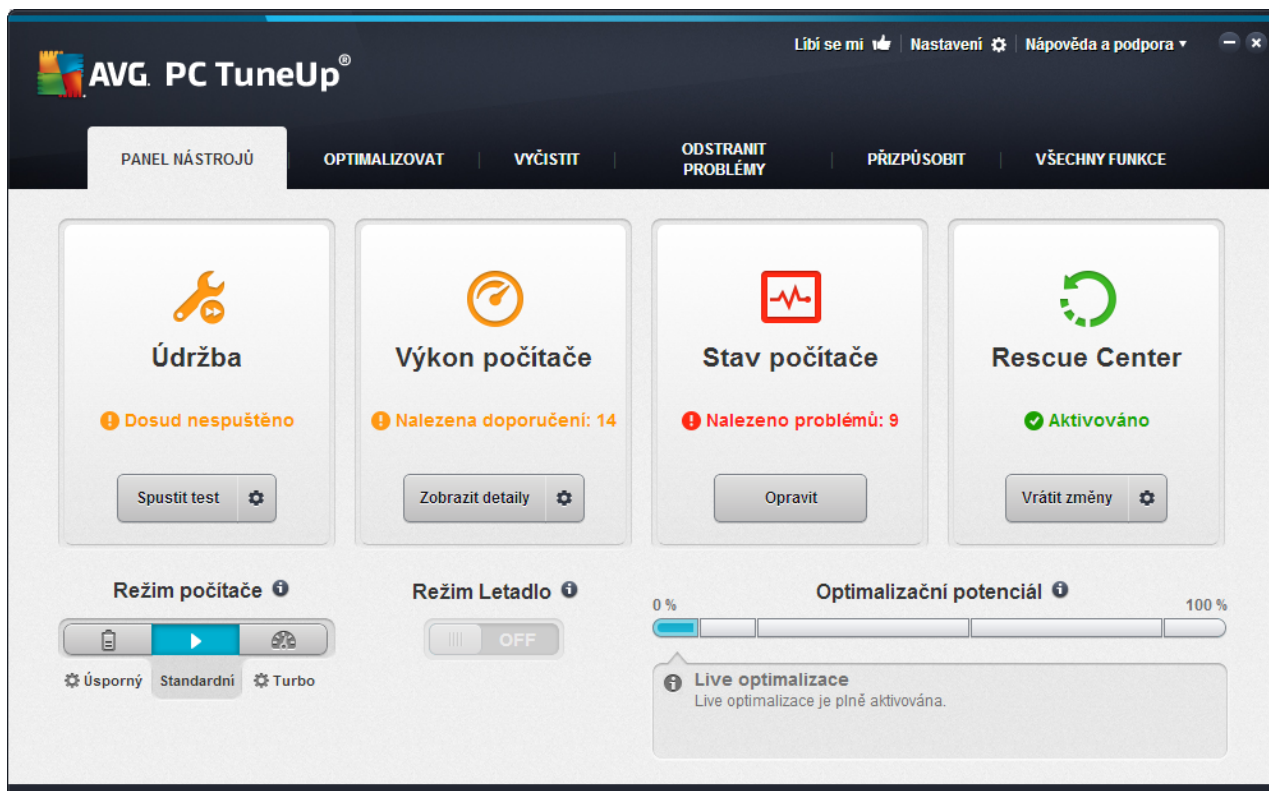 Líbí se mi | Nastavení | Nápověda a podpora
AVG. PC TuneUp®
PANEL NÁSTROJŮ
OPTIMALIZOVAT
VYČISTIT
ODSTRANIT
PROBLÉMY
PŘIZPŮSOBIT
VŠECHNY FUNKCE
Údržba
Dosud nespuštěno
Spustit test
Výkon počítače
Nalezena doporučení: 14
Zobrazit detaily
Stav počítače
Nalezeno problémů: 9
Opravit
Rescue Center
Aktivováno
Vrátit změny
Režim počítače
Úsporný
Standardní
Turbo
Režim Letadlo
OFF
Optimalizační potenciál
0 %
100 %
Live optimalizace
Live optimalizace je plně aktivována.